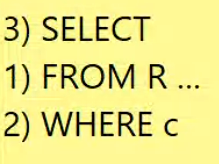 3) SELECT
1) FROM R ...
2) WHERE c